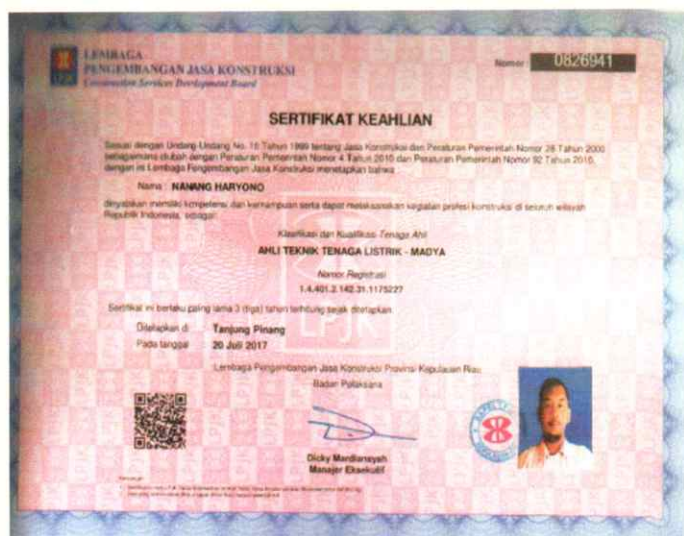 LEMBAGA
PENGEMBANGAN JASA KONSTRUKSI
Construction Services Development Board
Nomor : 0826941
SERTIFIKAT KEAHLIAN
Sesuai dengan Undang-Undang No. 18 Tahun 1999 tentang Jasa Konstruksi dan Peraturan Pemerintah Nomor 28 Tahun 2000
sebagaimana diubah dengan Peraturan Pemerintah Nomor 4 Tahun 2010 dan Peraturan Pemerintah Nomor 92 Tahun 2010,
dengan ini Lembaga Pengembangan Jasa Konstruksi menetapkan bahwa
Nama : NANANG HARYONO
dinyatakan memiliki kompetensi dan kemampuan serta dapat melaksanakan kegiatan profesi konstruksi di seluruh wilayah
Republik Indonesia, sebagai:
Klasifikasi dan Kualifikasi Tenaga Ahli
AHLI TEKNIK TENAGA LISTRIK - MADYA
Nomor Registrasi
1.4.401.2.142.31.1175227
Sertifikat ini berlaku paling lama 3 (tiga) tahun terhitung sejak ditetapkan.
Ditetapkan di Tanjung Pinang
Pada tanggal 20 Juli 2017
Lembaga Pengembangan Jasa Konstruksi Provinsi Kepulauan Riau
Badan Pelaksana
Dicky Mardiansyah
Manajer Eksekutif
LPJK